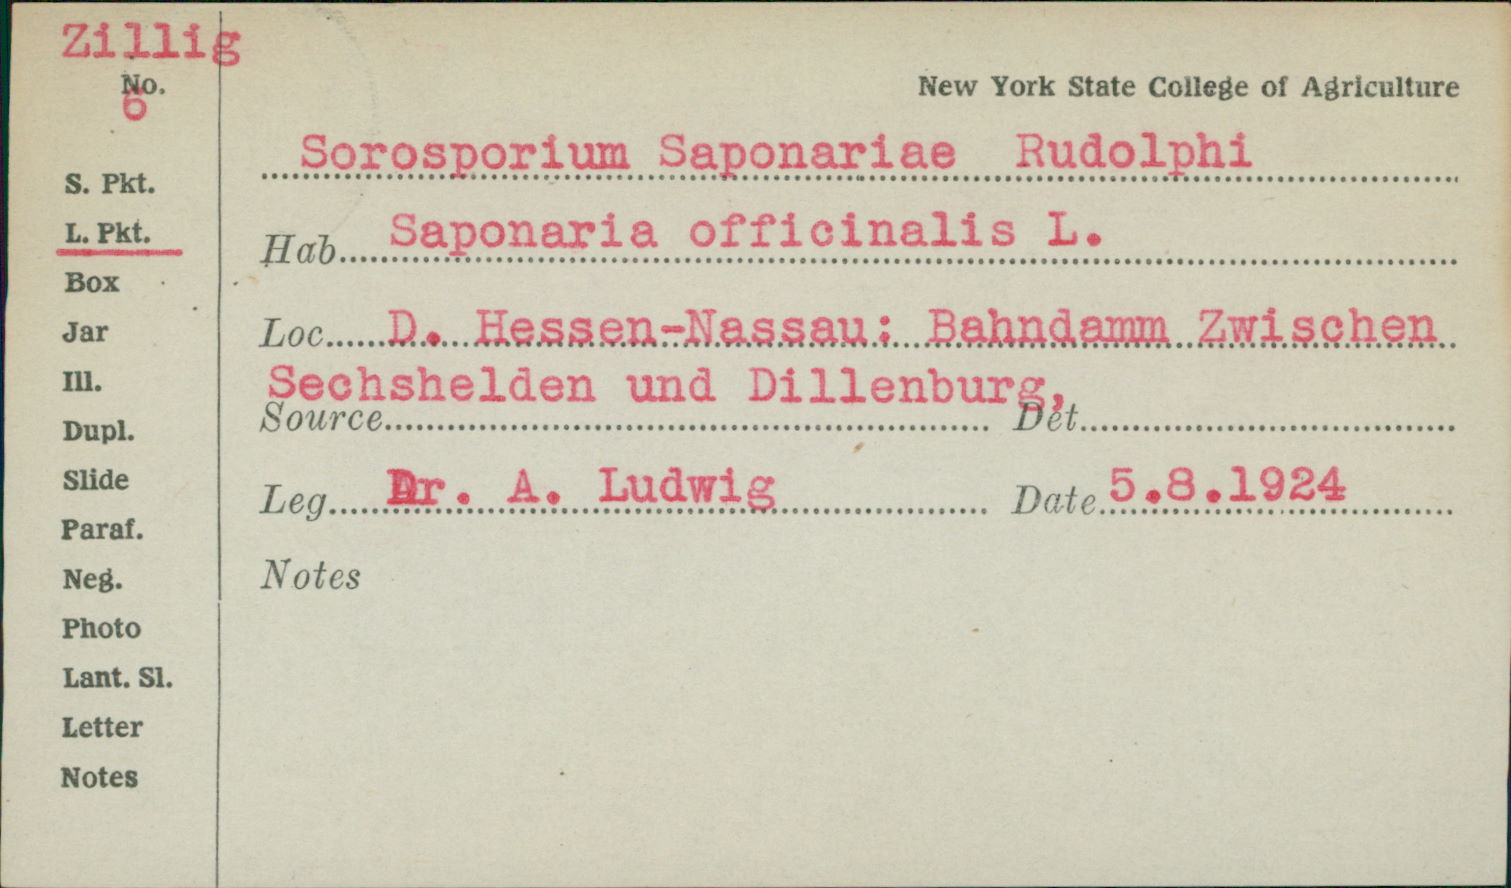 Zillig
No.
6
New York State College of Agriculture
Sorosporium Saponariae Rudolphi
S. Pkt.
L. Pkt.
Hab. Saponaria officinalis L.
Box
Jar
Loc. D. Hessen-Nassau: Bahndamm Zwischen
Ill.
Sechshelden und Dillenburg,
Dupl.
Source Det.
Slide
Leg. Dr. A. Ludwig Date 5.8.1924
Paraf.
Neg.
Notes
Photo
Lant. Sl.
Letter
Notes